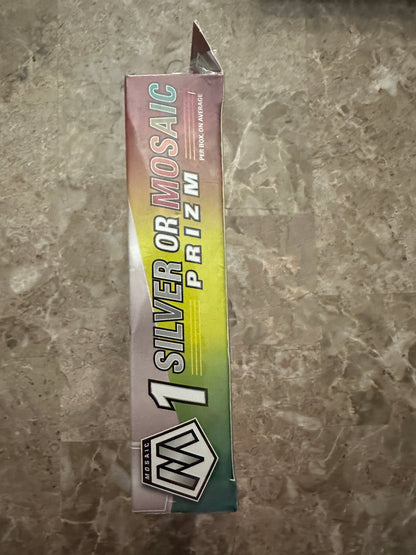 MOSAIC
M
1 SILVER OR MOSAIC
PRIZM
PER BOX, ON AVERAGE